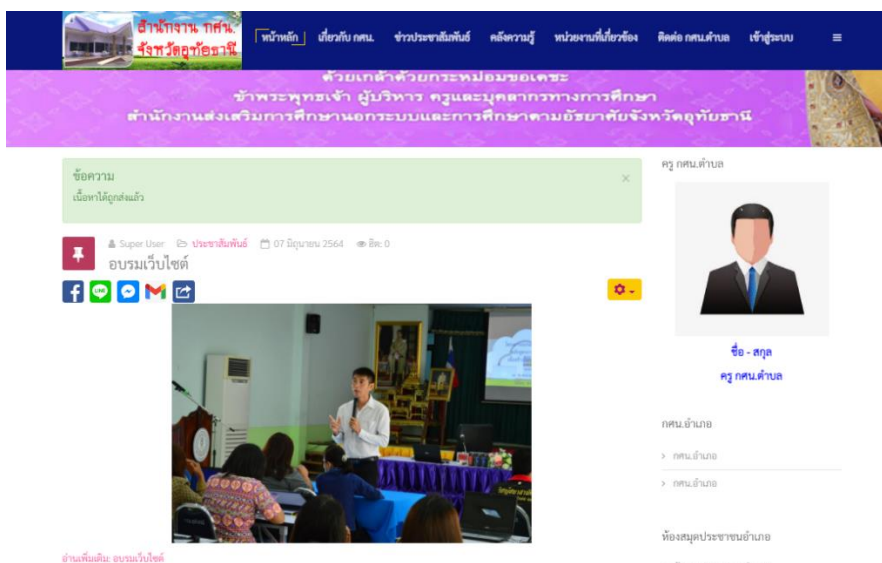 สำนักงาน กศน.
จังหวัดอุทัยธานี
หน้าหลัก เกี่ยวกับ กศน. ข่าวประชาสัมพันธ์ คลังความรู้ หน่วยงานที่เกี่ยวข้อง ติดต่อ กศน.ตำบล เข้าสู่ระบบ
ด้วยเกล้าด้วยกระหม่อมขอเดชะ
ข้าพระพุทธเจ้า ผู้บริหาร ครูและบุคลากรทางการศึกษา
สำนักงานส่งเสริมการศึกษานอกระบบและการศึกษาตามอัธยาศัยจังหวัดอุทัยธานี
ข้อความ
เนื้อหาได้ถูกส่งแล้ว
Super User ประชาสัมพันธ์ 07 มิถุนายน 2564 ฮิต: 0
อบรมเว็บไซต์
LINE
อ่านเพิ่มเติม: อบรมเว็บไซต์
ครู กศน.ตำบล
ชื่อ - สกุล
ครู กศน.ตำบล
กศน.อำเภอ
กศน.อำเภอ
กศน.อำเภอ
ห้องสมุดประชาชนอำเภอ